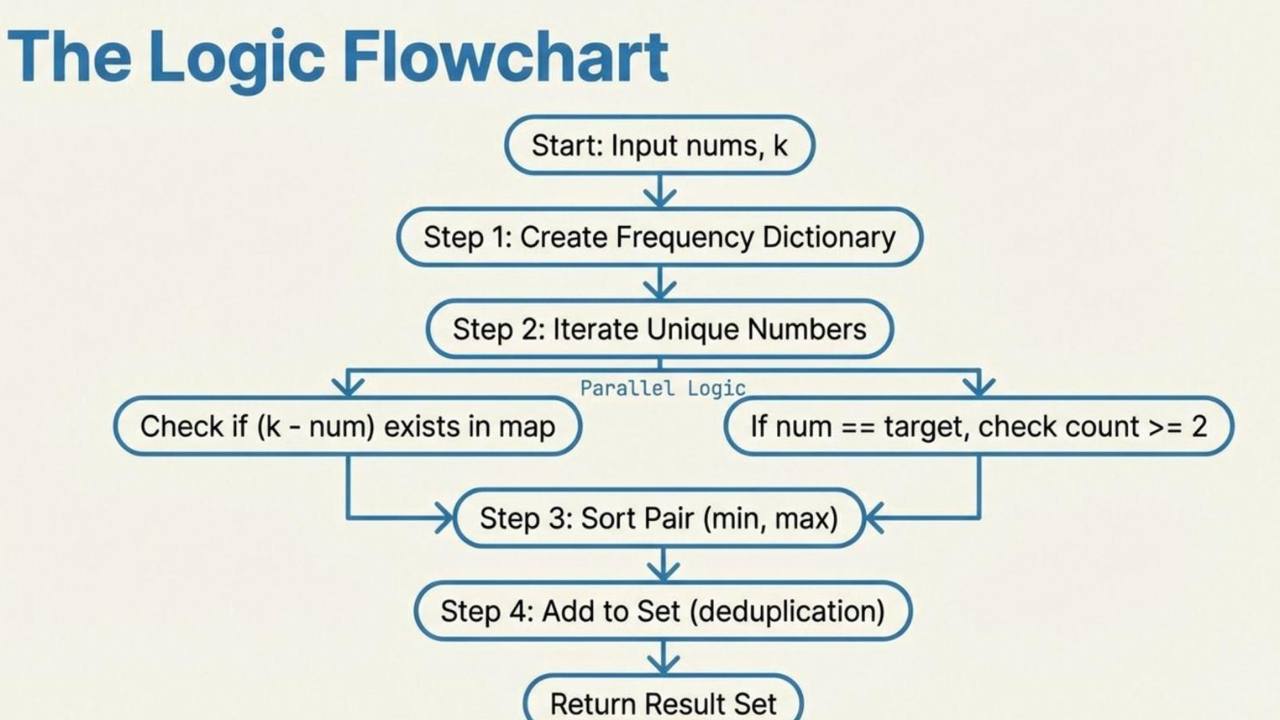 The Logic Flowchart
Start: Input nums, k
Step 1: Create Frequency Dictionary
Step 2: Iterate Unique Numbers
Parallel Logic
Check if (k - num) exists in map
If num == target, check count >= 2
Step 3: Sort Pair (min, max)
Step 4: Add to Set (deduplication)
Return Result Set